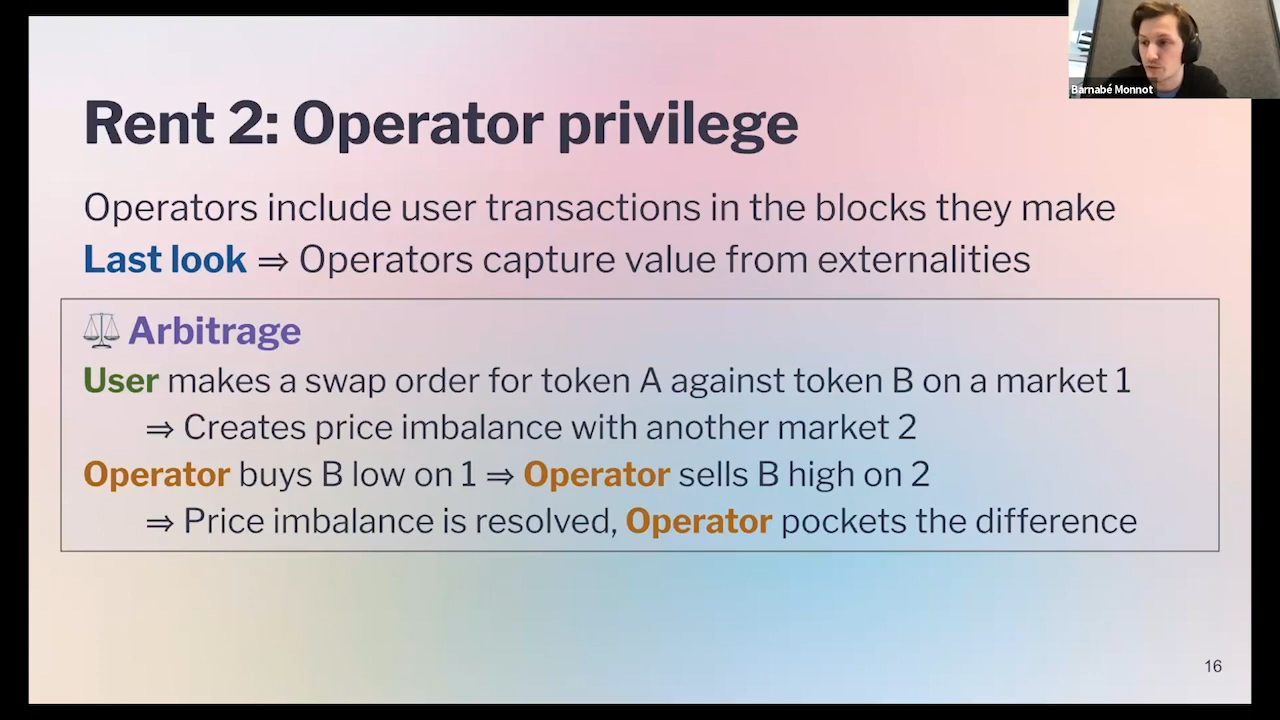 Barnabé Monnot
Rent 2: Operator privilege
Operators include user transactions in the blocks they make
Last look ⇒ Operators capture value from externalities
Arbitrage
User makes a swap order for token A against token B on a market 1
⇒ Creates price imbalance with another market 2
Operator buys B low on 1 ⇒ Operator sells B high on 2
⇒ Price imbalance is resolved, Operator pockets the difference
16